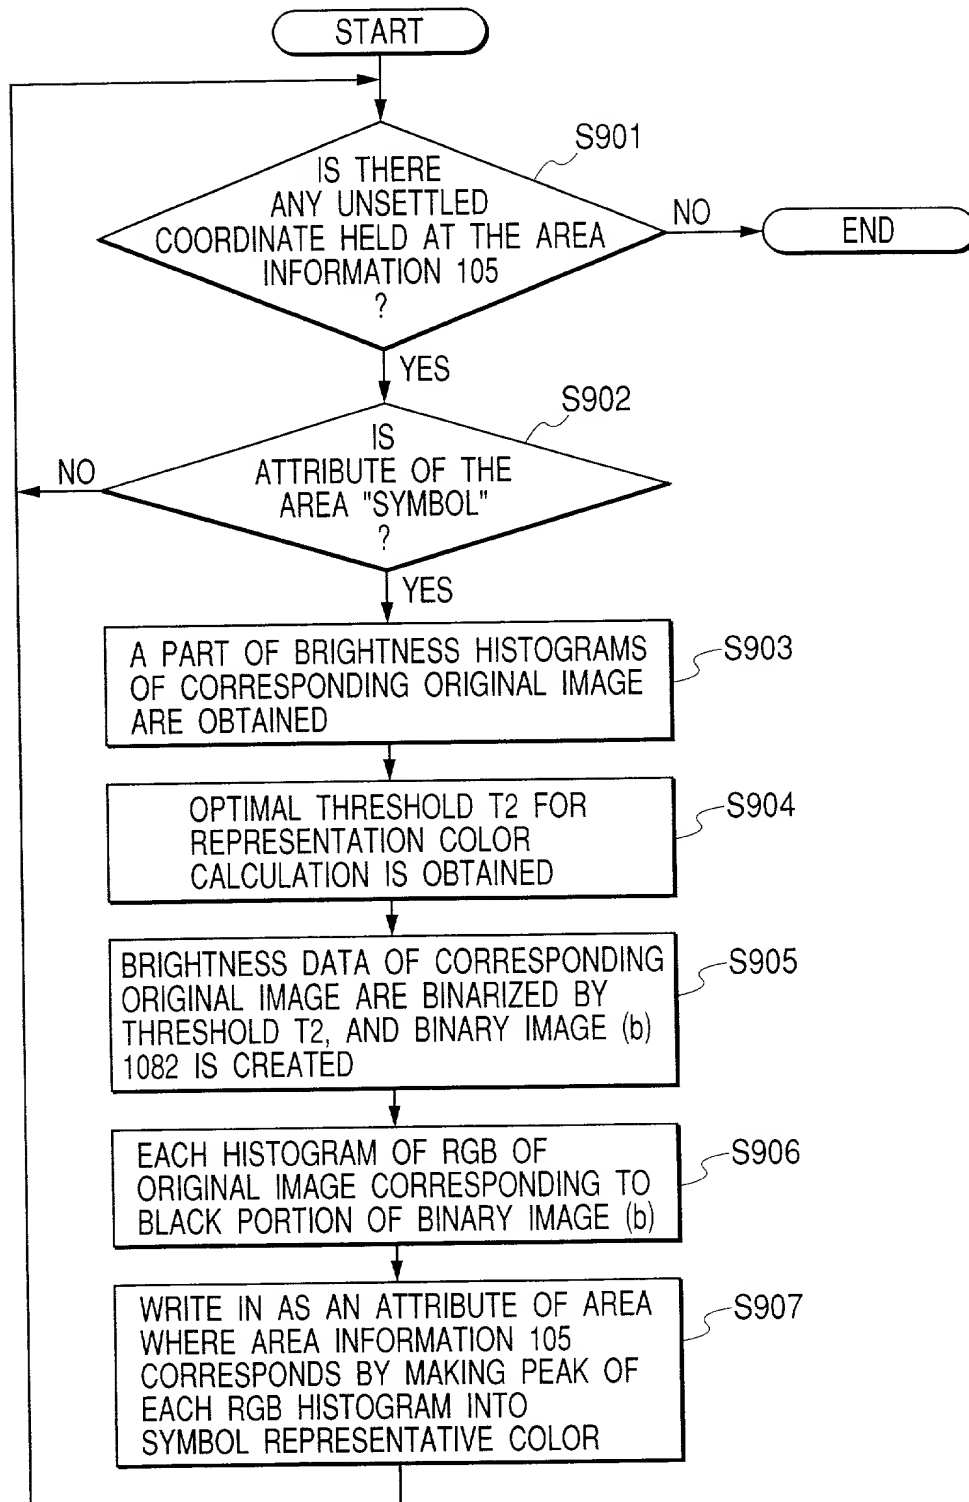 START
S901
IS THERE
ANY UNSETTLED
COORDINATE HELD AT THE AREA
INFORMATION 105
?
NO
END
YES
S902
IS
ATTRIBUTE OF THE
AREA "SYMBOL"
?
NO
YES
S903
A PART OF BRIGHTNESS HISTOGRAMS
OF CORRESPONDING ORIGINAL IMAGE
ARE OBTAINED
S904
OPTIMAL THRESHOLD T2 FOR
REPRESENTATION COLOR
CALCULATION IS OBTAINED
S905
BRIGHTNESS DATA OF CORRESPONDING
ORIGINAL IMAGE ARE BINARIZED BY
THRESHOLD T2, AND BINARY IMAGE (b)
1082 IS CREATED
S906
EACH HISTOGRAM OF RGB OF
ORIGINAL IMAGE CORRESPONDING TO
BLACK PORTION OF BINARY IMAGE (b)
S907
WRITE IN AS AN ATTRIBUTE OF AREA
WHERE AREA INFORMATION 105
CORRESPONDS BY MAKING PEAK OF
EACH RGB HISTOGRAM INTO
SYMBOL REPRESENTATIVE COLOR